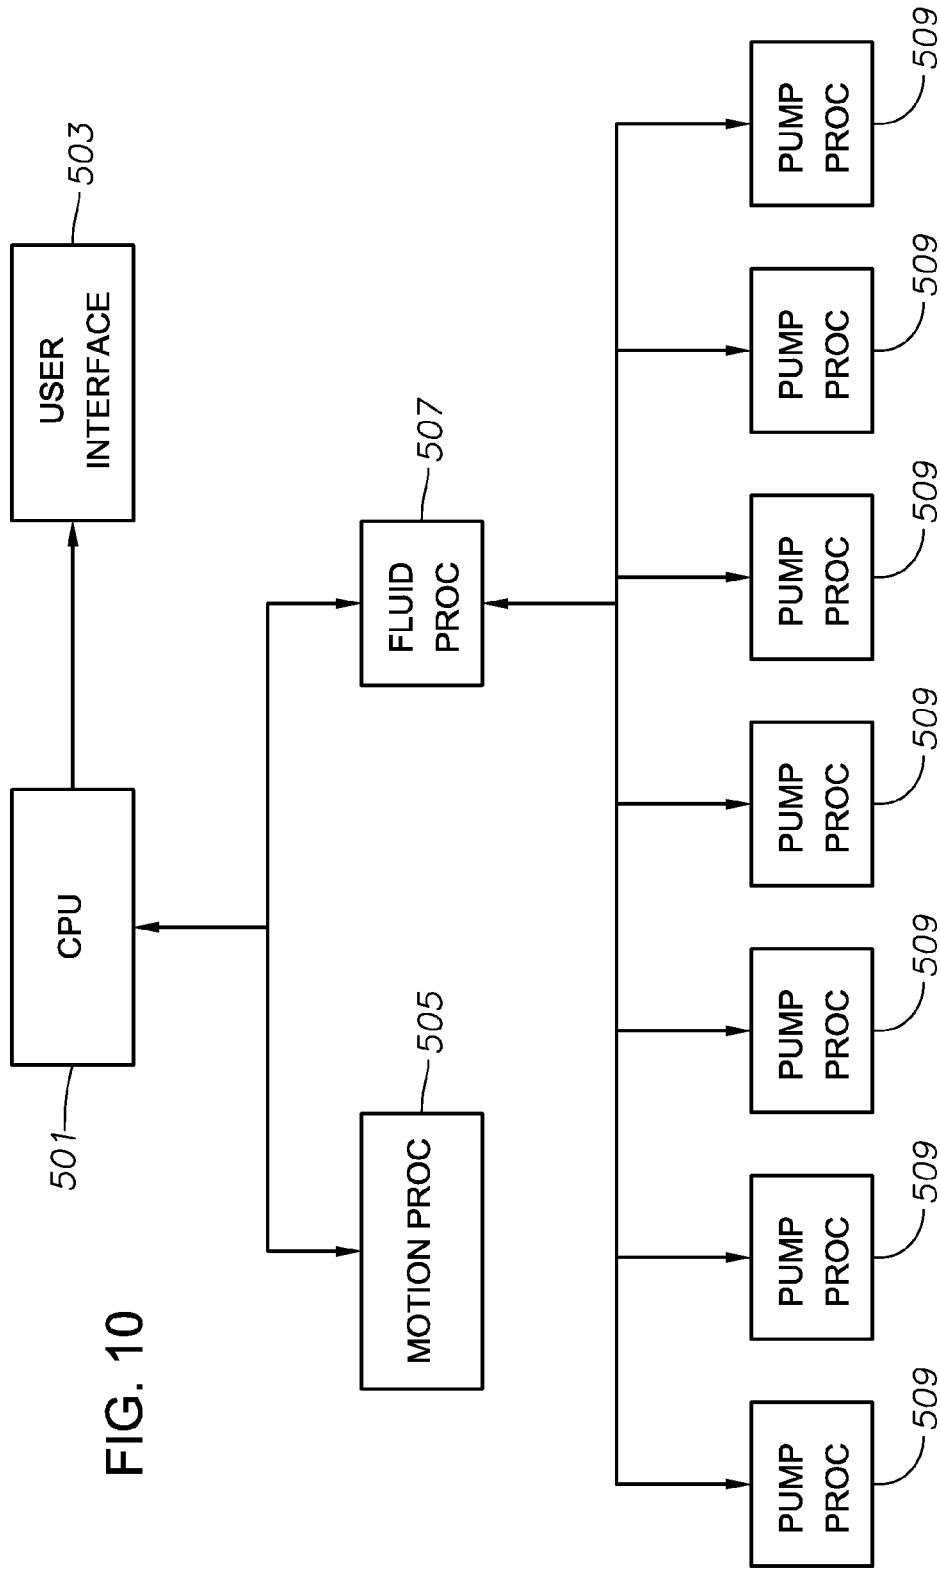 FIG. 10
501
CPU
USER
INTERFACE
503
MOTION PROC
505
FLUID
PROC
507
PUMP
PROC
509
PUMP
PROC
509
PUMP
PROC
509
PUMP
PROC
509
PUMP
PROC
509
PUMP
PROC
509
PUMP
PROC
509